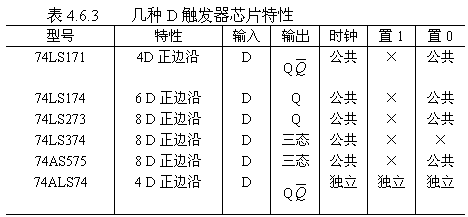 表 4.6.3 几种 D 触发器芯片特性
型号 特性 输入 输出 时钟 置 1 置 0
74LS171 4D 正边沿 D Q Q̅ 公共 × 公共
74LS174 6 D 正边沿 D Q 公共 × 公共
74LS273 8 D 正边沿 D Q 公共 × 公共
74LS374 8 D 正边沿 D 三态 公共 × ×
74AS575 8 D 正边沿 D 三态 公共 × 公共
74ALS74 4 D 正边沿 D Q Q̅ 独立 独立 独立